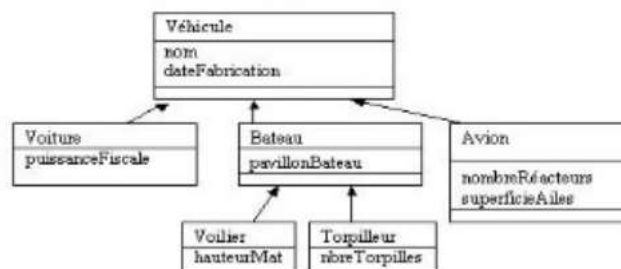 Véhicule
nom
dateFabrication
Voiture
puissanceFiscale
Bateau
pavillonBateau
Avion
nombreRéacteurs
superficieAiles
Voilier
hauteurMat
Torpilleur
nbreTorpilles